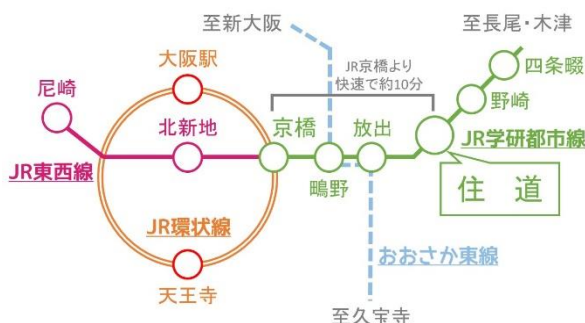 至新大阪
至長尾・木津
大阪駅
JR京橋より
快速で約10分
四条畷
尼崎
野崎
北新地
京橋
放出
JR学研都市線
JR東西線
鴫野
住 道
JR環状線
おおさか東線
天王寺
至久宝寺